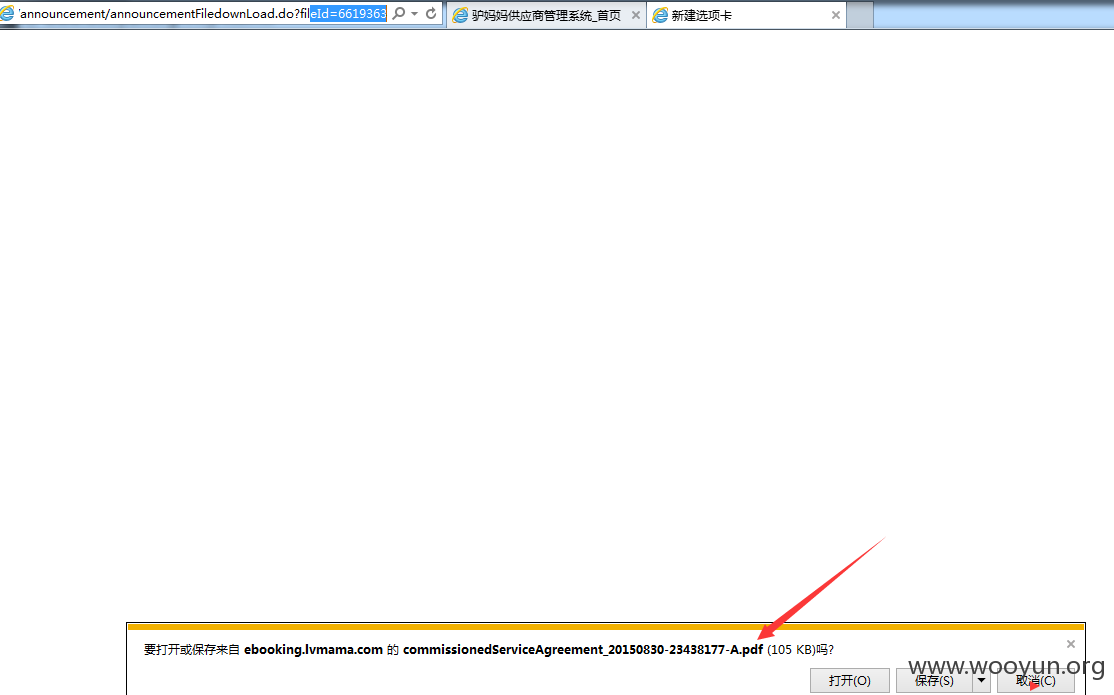 'announcement/announcementFiledownLoad.do?fileId=6619363
驴妈妈供应商管理系统_首页
新建选项卡
要打开或保存来自 ebooking.lvmama.com 的 commissionedServiceAgreement_20150830-23438177-A.pdf (105 KB)吗?
打开(O)
保存(S)
取消(C)
www.wooyun.org